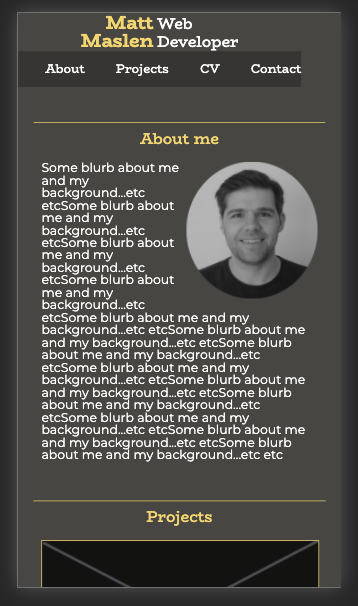 Matt Web
Maslen Developer
About Projects CV Contact
About me
Some blurb about me
and my
background...etc
etcSome blurb about
me and my
background...etc
etcSome blurb about
me and my
background...etc
etcSome blurb about
me and my
background...etc
etcSome blurb about me and my
background...etc etcSome blurb about me
and my background...etc etcSome blurb
about me and my background...etc
etcSome blurb about me and my
background...etc etcSome blurb about me
and my background...etc etcSome blurb
about me and my background...etc
etcSome blurb about me and my
background...etc etcSome blurb about me
and my background...etc etcSome blurb
about me and my background...etc etc
Projects